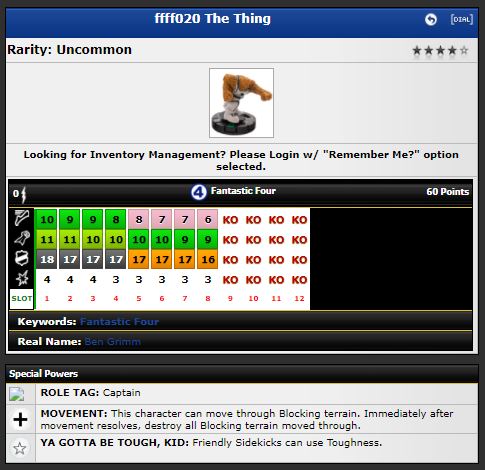 ffff020 The Thing
[DIAL]
Rarity: Uncommon
Looking for Inventory Management? Please Login w/ "Remember Me?" option
selected.
0 4 Fantastic Four 60 Points
10 9 9 8 8 7 7 6 KO KO KO KO
11 11 10 10 10 10 9 9 KO KO KO KO
18 17 17 17 17 17 17 16 KO KO KO KO
4 4 4 3 3 3 3 3 KO KO KO KO
SLOT 1 2 3 4 5 6 7 8 9 10 11 12
Keywords: Fantastic Four
Real Name: Ben Grimm
Special Powers
ROLE TAG: Captain
MOVEMENT: This character can move through Blocking terrain. Immediately after
movement resolves, destroy all Blocking terrain moved through.
YA GOTTA BE TOUGH, KID: Friendly Sidekicks can use Toughness.